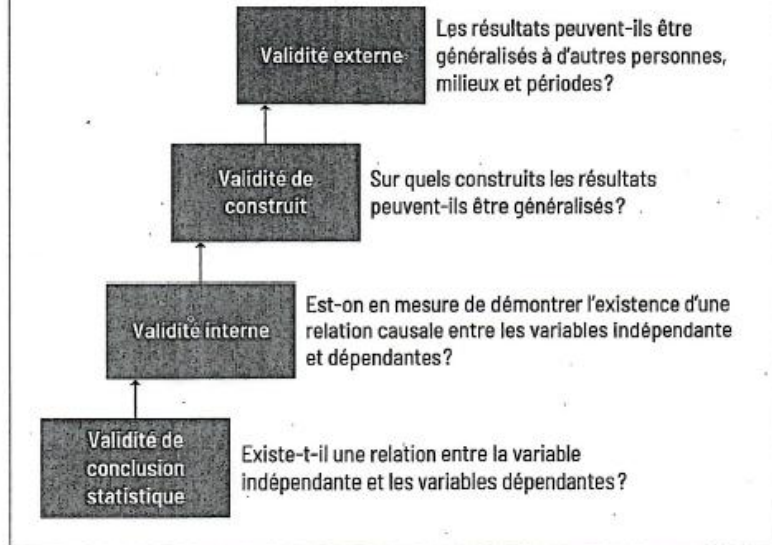 Validité externe
Les résultats peuvent-ils être
généralisés à d'autres personnes,
milieux et périodes?
Validité de
construit
Sur quels construits les résultats
peuvent-ils être généralisés?
Validité interne
Est-on en mesure de démontrer l'existence d'une
relation causale entre les variables indépendante
et dépendantes?
Validité de
conclusion
statistique
Existe-t-il une relation entre la variable
indépendante et les variables dépendantes?